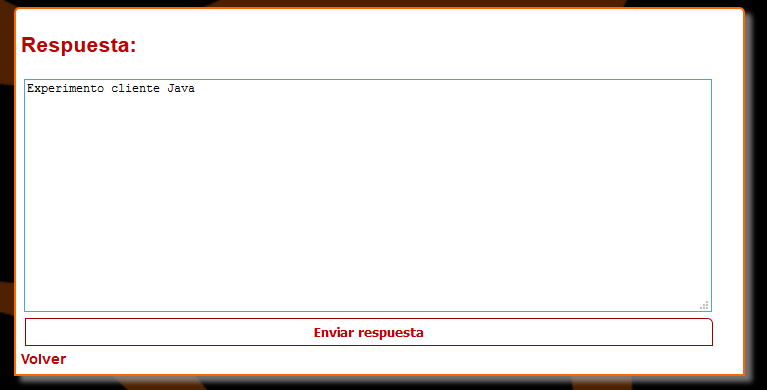 Respuesta:
Experimento cliente Java
Enviar respuesta
Volver